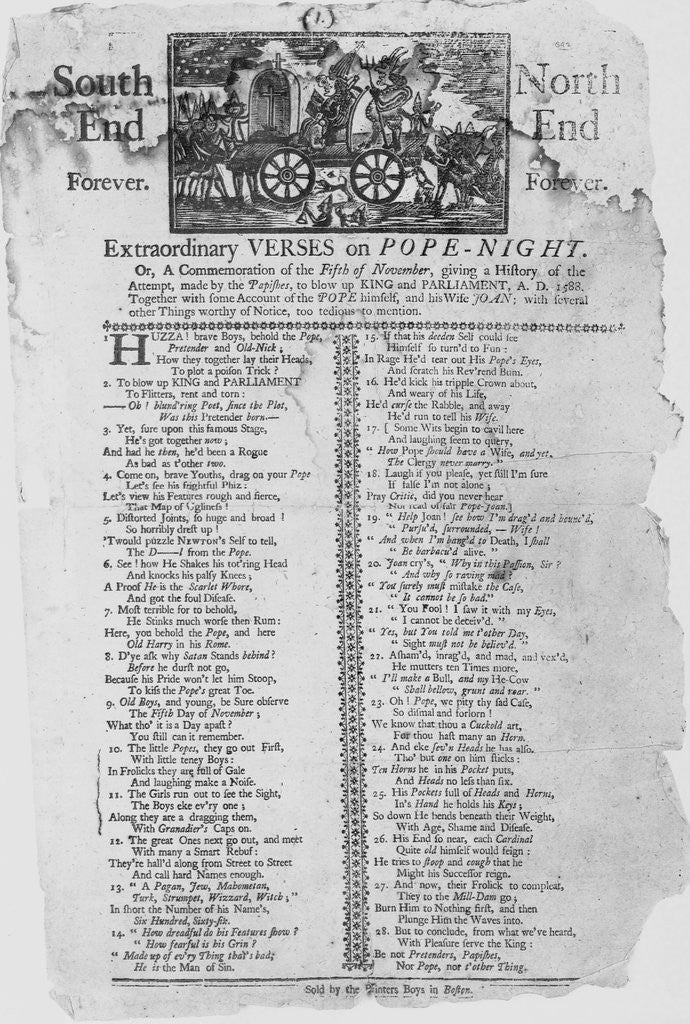 (1.)
South
End
Forever.
North
End
Forever.
Extraordinary VERSES on POPE-NIGHT.
Or, A Commemoration of the Fifth of November, giving a History of the
Attempt, made by the Papishes, to blow up KING and PARLIAMENT, A. D. 1588.
Together with some Account of the POPE himself, and his Wife JOAN; with several
other Things worthy of Notice, too tedious to mention.
1 HUZZA! brave Boys, behold the Pope,
Pretender and Old-Nick;
How they together lay their Heads,
To plot a poison Trick?
2. To blow up KING and PARLIAMENT
To Flitters, rent and torn:
—— Oh! blund'ring Poet, since the Plot,
Was this Pretender born.—
3. Yet, sure upon this famous Stage,
He's got together now;
And had he then, he'd been a Rogue
As bad as t'other two.
4. Come on, brave Youths, drag on your Pope
Let's see his frightful Phiz:
Let's view his Features rough and fierce,
That Map of Ugliness!
5. Distorted Joints, so huge and broad!
So horribly drest up!
'Twould puzzle NEWTON's Self to tell,
The D——l from the Pope.
6. See! how He Shakes his tot'ring Head
And knocks his palsy Knees;
A Proof He is the Scarlet Whore,
And got the foul Disease.
7. Most terrible for to behold,
He Stinks much worse then Rum:
Here, you behold the Pope, and here
Old Harry in his Rome.
8. D'ye ask why Satan Stands behind?
Before he durst not go,
Because his Pride won't let him Stoop,
To kiss the Pope's great Toe.
9. Old Boys, and young, be Sure observe
The Fifth Day of November;
What tho' it is a Day apast?
You still can it remember.
10. The little Popes, they go out First,
With little teney Boys:
In Frolicks they are full of Gale
And laughing make a Noise.
11. The Girls run out to see the Sight,
The Boys eke ev'ry one;
Along they are a dragging them,
With Granadier's Caps on.
12. The great Ones next go out, and meet
With many a Smart Rebuf:
They're hall'd along from Street to Street
And call hard Names enough.
13. "A Pagan, Jew, Mahometan,
Turk, Strumpet, Wizzard, Witch;"
In short the Number of his Name's,
Six Hundred, Sixty-six.
14. "How dreadful do his Features show?
"How fearful is his Grin?
"Made up of ev'ry Thing that's bad;
He is the Man of Sin.
15. If that his deeden Self could see
Himself so turn'd to Fun:
In Rage He'd tear out His Pope's Eyes,
And scratch his Rev'rend Bum.
16. He'd kick his tripple Crown about,
And weary of his Life,
He'd curse the Rabble, and away
He'd run to tell his Wife.
17. [ Some Wits begin to cavil here
And laughing seem to query,
"How Pope should have a Wife, and yet,
The Clergy never marry."
18. Laugh if you please, yet still I'm sure
If false I'm not alone;
Pray Critic, did you never hear
Nor read of fair Pope-Joan.]
19. "Help Joan! see how I'm drag'd and bounc'd,
"Pursu'd, surrounded, — Wife!
"And when I'm bang'd to Death, I shall
"Be barbacu'd alive."
20. Joan cry's, "Why in this Passion, Sir?
"And why so raving mad?
"You surely must mistake the Case,
"It cannot be so bad."
21. "You Fool! I saw it with my Eyes,
"I cannot be deceiv'd."
"Yes, but You told me t'other Day,
"Sight must not be believ'd."
22. Asham'd, inrag'd, and mad, and vex'd,
He mutters ten Times more,
"I'll make a Bull, and my He-Cow
"Shall bellow, grunt and roar."
23. Oh! Pope, we pity thy sad Case,
So dismal and forlorn!
We know that thou a Cuckold art,
For thou hast many an Horn.
24. And eke sev'n Heads he has also.
Tho' but one on him sticks:
Ten Horns he in his Pocket puts,
And Heads no less than six.
25. His Pockets full of Heads and Horns,
In's Hand he holds his Keys;
So down He bends beneath their Weight,
With Age, Shame and Disease.
26. His End so near, each Cardinal
Quite old himself would feign:
He tries to stoop and cough that he
Might his Successor reign.
27. And now, their Frolick to compleat,
They to the Mill-Dam go;
Burn Him to Nothing first, and then
Plunge Him the Waves into.
28. But to conclude, from what we've heard,
With Pleasure serve the King:
Be not Pretenders, Papishes,
Nor Pope, nor t'other Thing.
Sold by the Printers Boys in Boston.